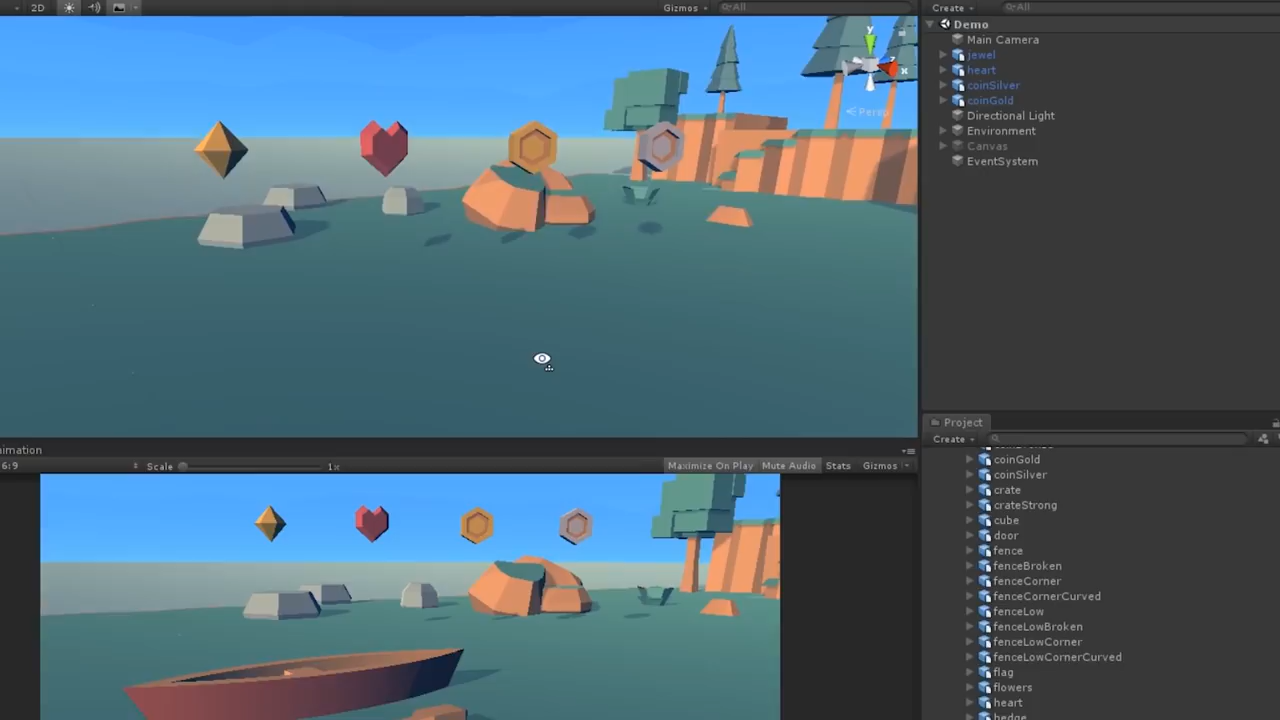 2D
Gizmos
All
Create
All
Demo
Main Camera
jewel
heart
coinSilver
coinGold
Directional Light
Environment
Canvas
EventSystem
y
z
x
Persp
Project
Create
coinGold
coinSilver
crate
crateStrong
cube
door
fence
fenceBroken
fenceCorner
fenceCornerCurved
fenceLow
fenceLowBroken
fenceLowCorner
fenceLowCornerCurved
flag
flowers
heart
hedge
nimation
6:9
Scale
1x
Maximize On Play
Mute Audio
Stats
Gizmos